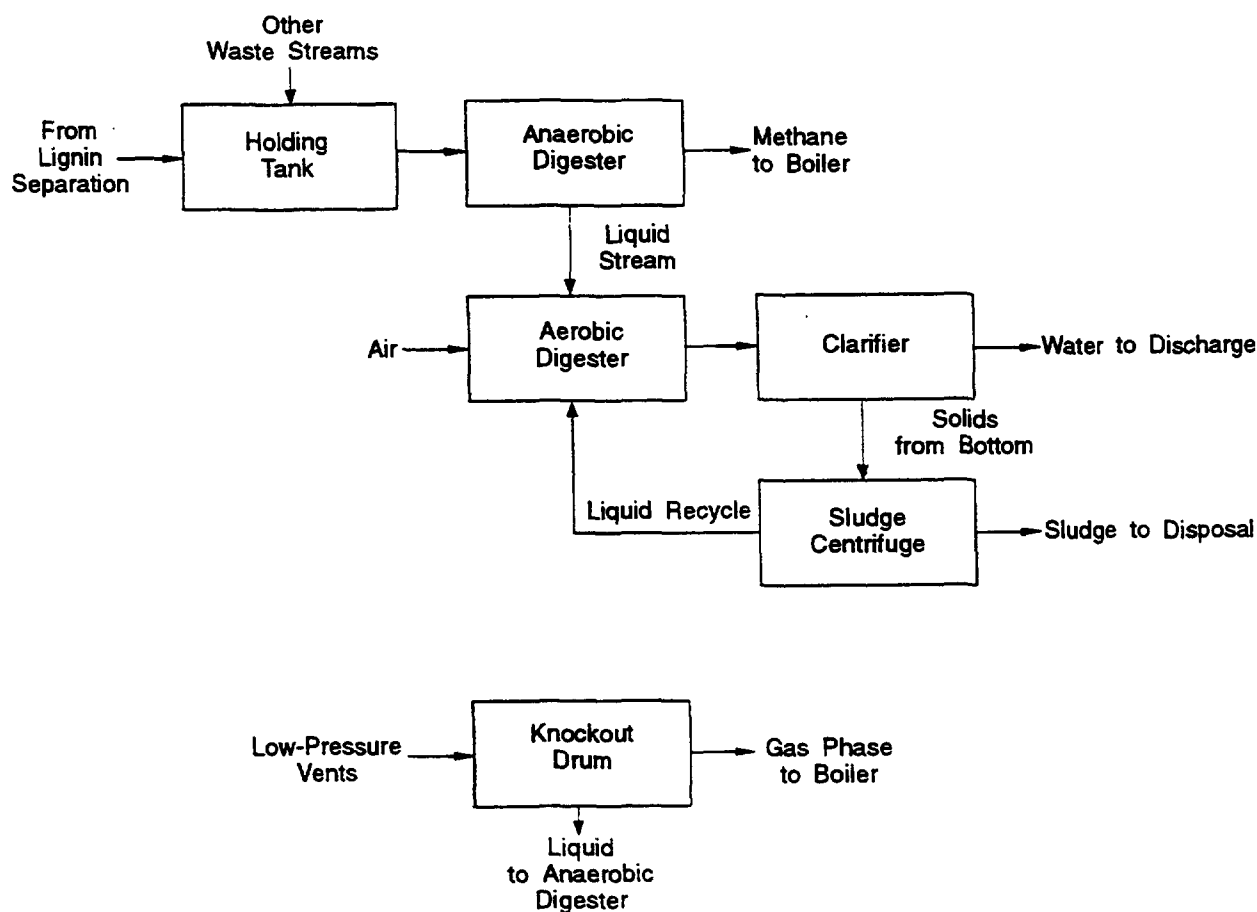 Other
Waste Streams
From
Lignin
Separation
Holding
Tank
Anaerobic
Digester
Methane
to Boiler
Liquid
Stream
Air
Aerobic
Digester
Clarifier
Water to Discharge
Solids
from Bottom
Liquid Recycle
Sludge
Centrifuge
Sludge to Disposal
Low-Pressure
Vents
Knockout
Drum
Gas Phase
to Boiler
Liquid
to Anaerobic
Digester